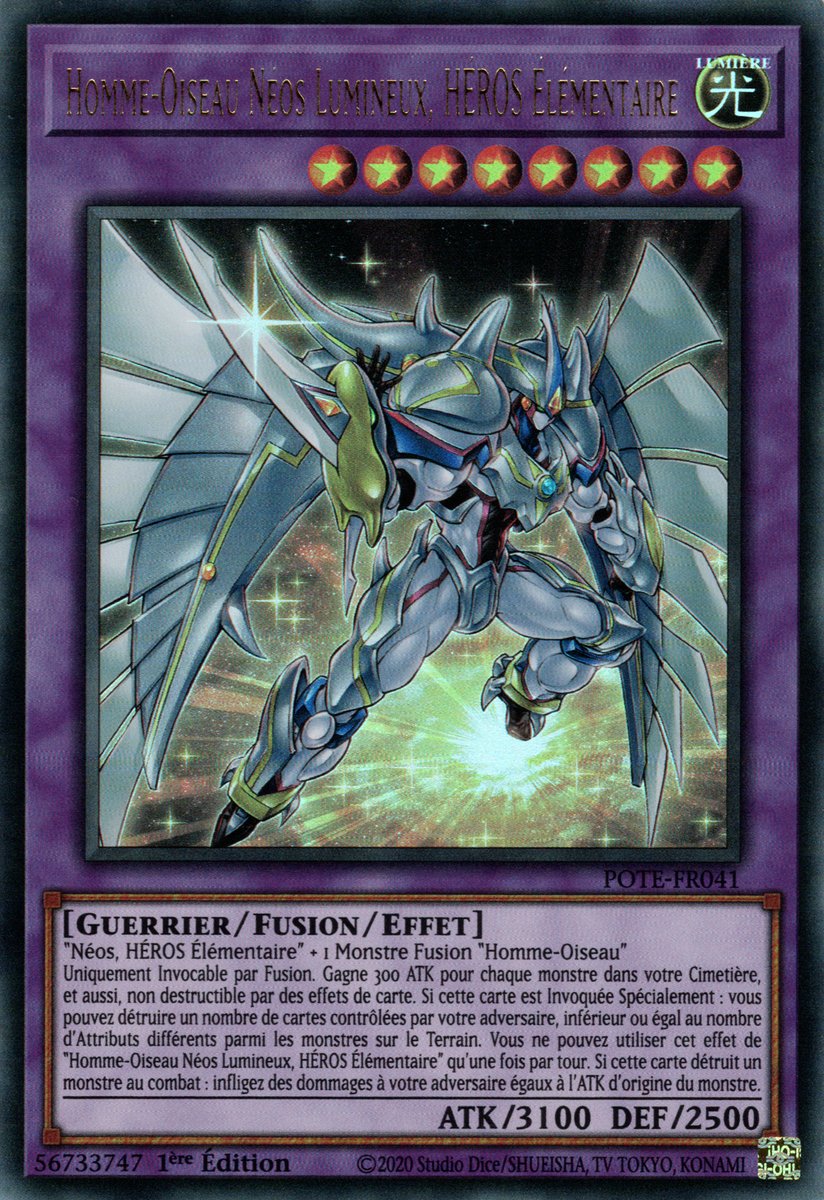 Homme-Oiseau Néos Lumineux, HÉROS Élémentaire
LUMIÈRE
光
POTE-FR041
[Guerrier/Fusion/Effet]
"Néos, HÉROS Élémentaire" + 1 Monstre Fusion "Homme-Oiseau"
Uniquement Invocable par Fusion. Gagne 300 ATK pour chaque monstre dans votre Cimetière,
et aussi, non destructible par des effets de carte. Si cette carte est Invoquée Spécialement : vous
pouvez détruire un nombre de cartes contrôlées par votre adversaire, inférieur ou égal au nombre
d'Attributs différents parmi les monstres sur le Terrain. Vous ne pouvez utiliser cet effet de
"Homme-Oiseau Néos Lumineux, HÉROS Élémentaire" qu'une fois par tour. Si cette carte détruit un
monstre au combat : infligez des dommages à votre adversaire égaux à l'ATK d'origine du monstre.
ATK/3100 DEF/2500
56733747 1ère Édition ©2020 Studio Dice/SHUEISHA, TV TOKYO, KONAMI